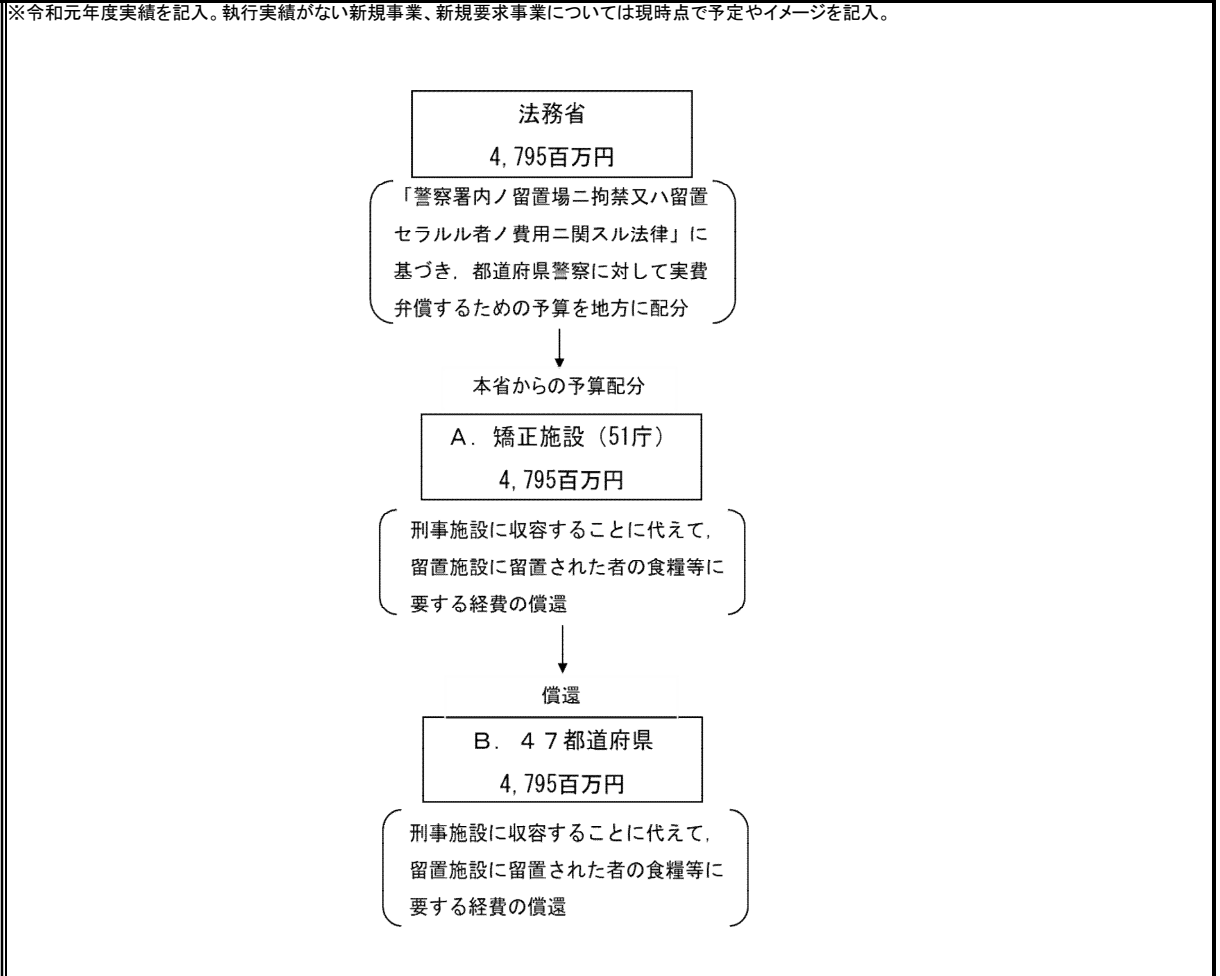 ※令和元年度実績を記入。執行実績がない新規事業、新規要求事業については現時点で予定やイメージを記入。
法務省
4,795百万円
「警察署内ノ留置場ニ拘禁又ハ留置
セラルル者ノ費用ニ関スル法律」に
基づき，都道府県警察に対して実費
弁償するための予算を地方に配分
本省からの予算配分
Ａ．矯正施設（51庁）
4,795百万円
刑事施設に収容することに代えて，
留置施設に留置された者の食糧等に
要する経費の償還
償還
Ｂ．４７都道府県
4,795百万円
刑事施設に収容することに代えて，
留置施設に留置された者の食糧等に
要する経費の償還